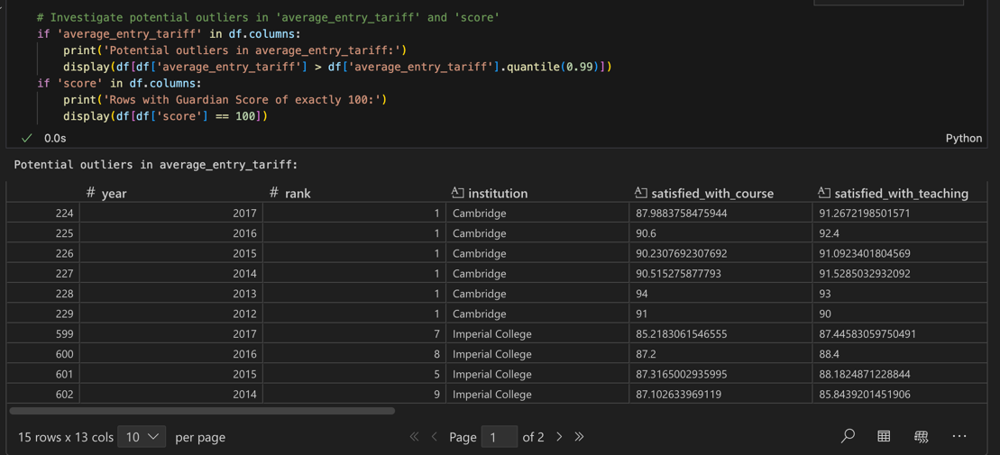 # Investigate potential outliers in 'average_entry_tariff' and 'score'
if 'average_entry_tariff' in df.columns:
print('Potential outliers in average_entry_tariff:')
display(df[df['average_entry_tariff'] > df['average_entry_tariff'].quantile(0.99)])
if 'score' in df.columns:
print('Rows with Guardian Score of exactly 100:')
display(df[df['score'] == 100])
0.0s Python
Potential outliers in average_entry_tariff:
# year # rank A institution A satisfied_with_course A satisfied_with_teaching
224 2017 1 Cambridge 87.9883758475944 91.2672198501571
225 2016 1 Cambridge 90.6 92.4
226 2015 1 Cambridge 90.2307692307692 91.0923401804569
227 2014 1 Cambridge 90.515275877793 91.5285032932092
228 2013 1 Cambridge 94 93
229 2012 1 Cambridge 91 90
599 2017 7 Imperial College 85.2183061546555 87.44583059750491
600 2016 8 Imperial College 87.2 88.4
601 2015 5 Imperial College 87.3165002935995 88.1824871228844
602 2014 9 Imperial College 87.102633969119 85.8439201451906
15 rows x 13 cols 10 per page Page 1 of 2